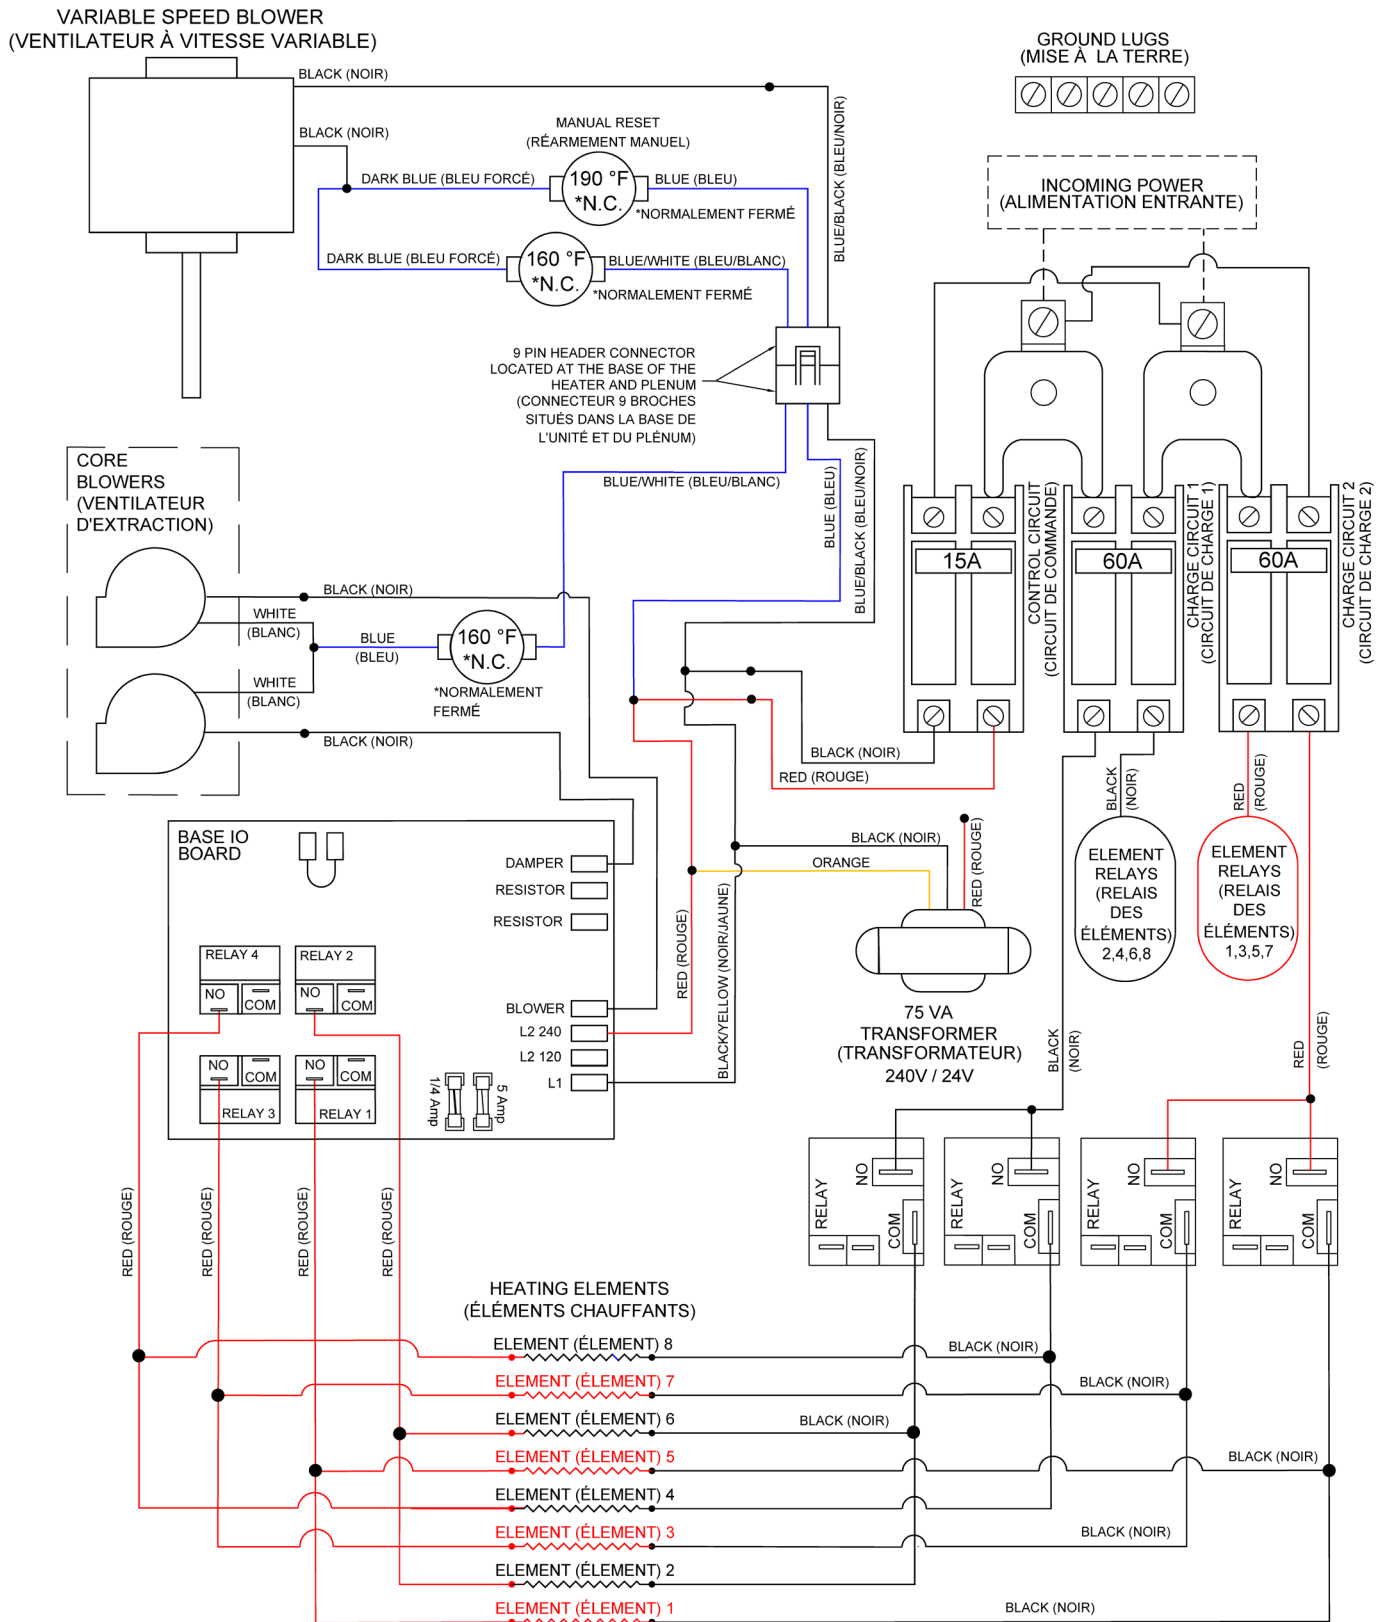 VARIABLE SPEED BLOWER
(VENTILATEUR À VITESSE VARIABLE)
BLACK (NOIR)
BLACK (NOIR)
MANUAL RESET
(RÉARMEMENT MANUEL)
DARK BLUE (BLEU FORCÉ)
190 °F
*N.C.
BLUE (BLEU)
*NORMALEMENT FERMÉ
DARK BLUE (BLEU FORCÉ)
160 °F
*N.C.
BLUE/WHITE (BLEU/BLANC)
*NORMALEMENT FERMÉ
BLUE/BLACK (BLEU/NOIR)
GROUND LUGS
(MISE À LA TERRE)
INCOMING POWER
(ALIMENTATION ENTRANTE)
9 PIN HEADER CONNECTOR
LOCATED AT THE BASE OF THE
HEATER AND PLENUM
(CONNECTEUR 9 BROCHES
SITUÉS DANS LA BASE DE
L'UNITÉ ET DU PLÉNUM)
CORE
BLOWERS
(VENTILATEUR
D'EXTRACTION)
BLUE/WHITE (BLEU/BLANC)
BLUE (BLEU)
BLUE/BLACK (BLEU/NOIR)
15A
CONTROL CIRCUIT
(CIRCUIT DE COMMANDE)
60A
CHARGE CIRCUIT 1
(CIRCUIT DE CHARGE 1)
60A
CHARGE CIRCUIT 2
(CIRCUIT DE CHARGE 2)
BLACK (NOIR)
WHITE
(BLANC)
BLUE
(BLEU)
160 °F
*N.C.
*NORMALEMENT
FERMÉ
WHITE
(BLANC)
BLACK (NOIR)
BLACK (NOIR)
RED (ROUGE)
BLACK
(NOIR)
RED
(ROUGE)
BASE IO
BOARD
DAMPER
RESISTOR
RESISTOR
BLOWER
L2 240
L2 120
L1
BLACK (NOIR)
ORANGE
RED (ROUGE)
RED (ROUGE)
BLACK/YELLOW (NOIR/JAUNE)
ELEMENT
RELAYS
(RELAIS
DES
ÉLÉMENTS)
2,4,6,8
ELEMENT
RELAYS
(RELAIS
DES
ÉLÉMENTS)
1,3,5,7
RELAY 4
NO
COM
RELAY 2
NO
COM
NO
COM
RELAY 3
NO
COM
RELAY 1
1/4 Amp
5 Amp
75 VA
TRANSFORMER
(TRANSFORMATEUR)
240V / 24V
BLACK
(NOIR)
RED
(ROUGE)
RELAY
NO
COM
RELAY
NO
COM
RELAY
NO
COM
RELAY
NO
COM
RED (ROUGE)
RED (ROUGE)
RED (ROUGE)
RED (ROUGE)
HEATING ELEMENTS
(ÉLÉMENTS CHAUFFANTS)
ELEMENT (ÉLEMENT) 8
BLACK (NOIR)
ELEMENT (ÉLEMENT) 7
BLACK (NOIR)
ELEMENT (ÉLEMENT) 6
BLACK (NOIR)
ELEMENT (ÉLEMENT) 5
BLACK (NOIR)
ELEMENT (ÉLEMENT) 4
ELEMENT (ÉLEMENT) 3
BLACK (NOIR)
ELEMENT (ÉLEMENT) 2
ELEMENT (ÉLEMENT) 1
BLACK (NOIR)